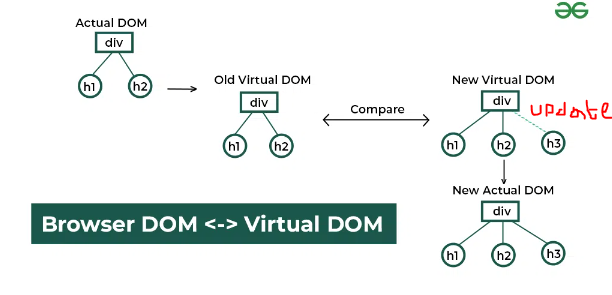 Actual DOM
div
h1 h2
Old Virtual DOM
div
h1 h2
Compare
New Virtual DOM
div
update
h1 h2 h3
New Actual DOM
div
h1 h2 h3
Browser DOM <-> Virtual DOM